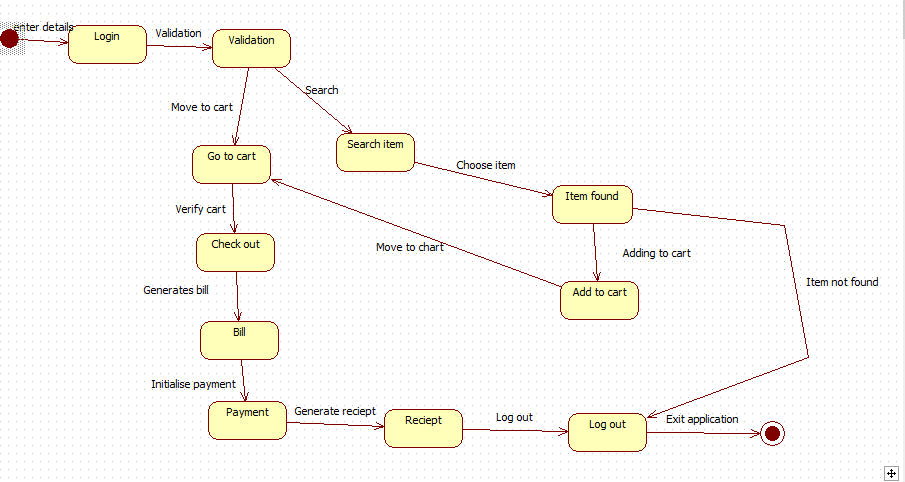 enter details
Login
Validation
Validation
Search
Move to cart
Search item
Go to cart
Choose item
Item found
Verify cart
Check out
Move to chart
Adding to cart
Item not found
Generates bill
Add to cart
Bill
Initialise payment
Payment
Generate reciept
Reciept
Log out
Log out
Exit application